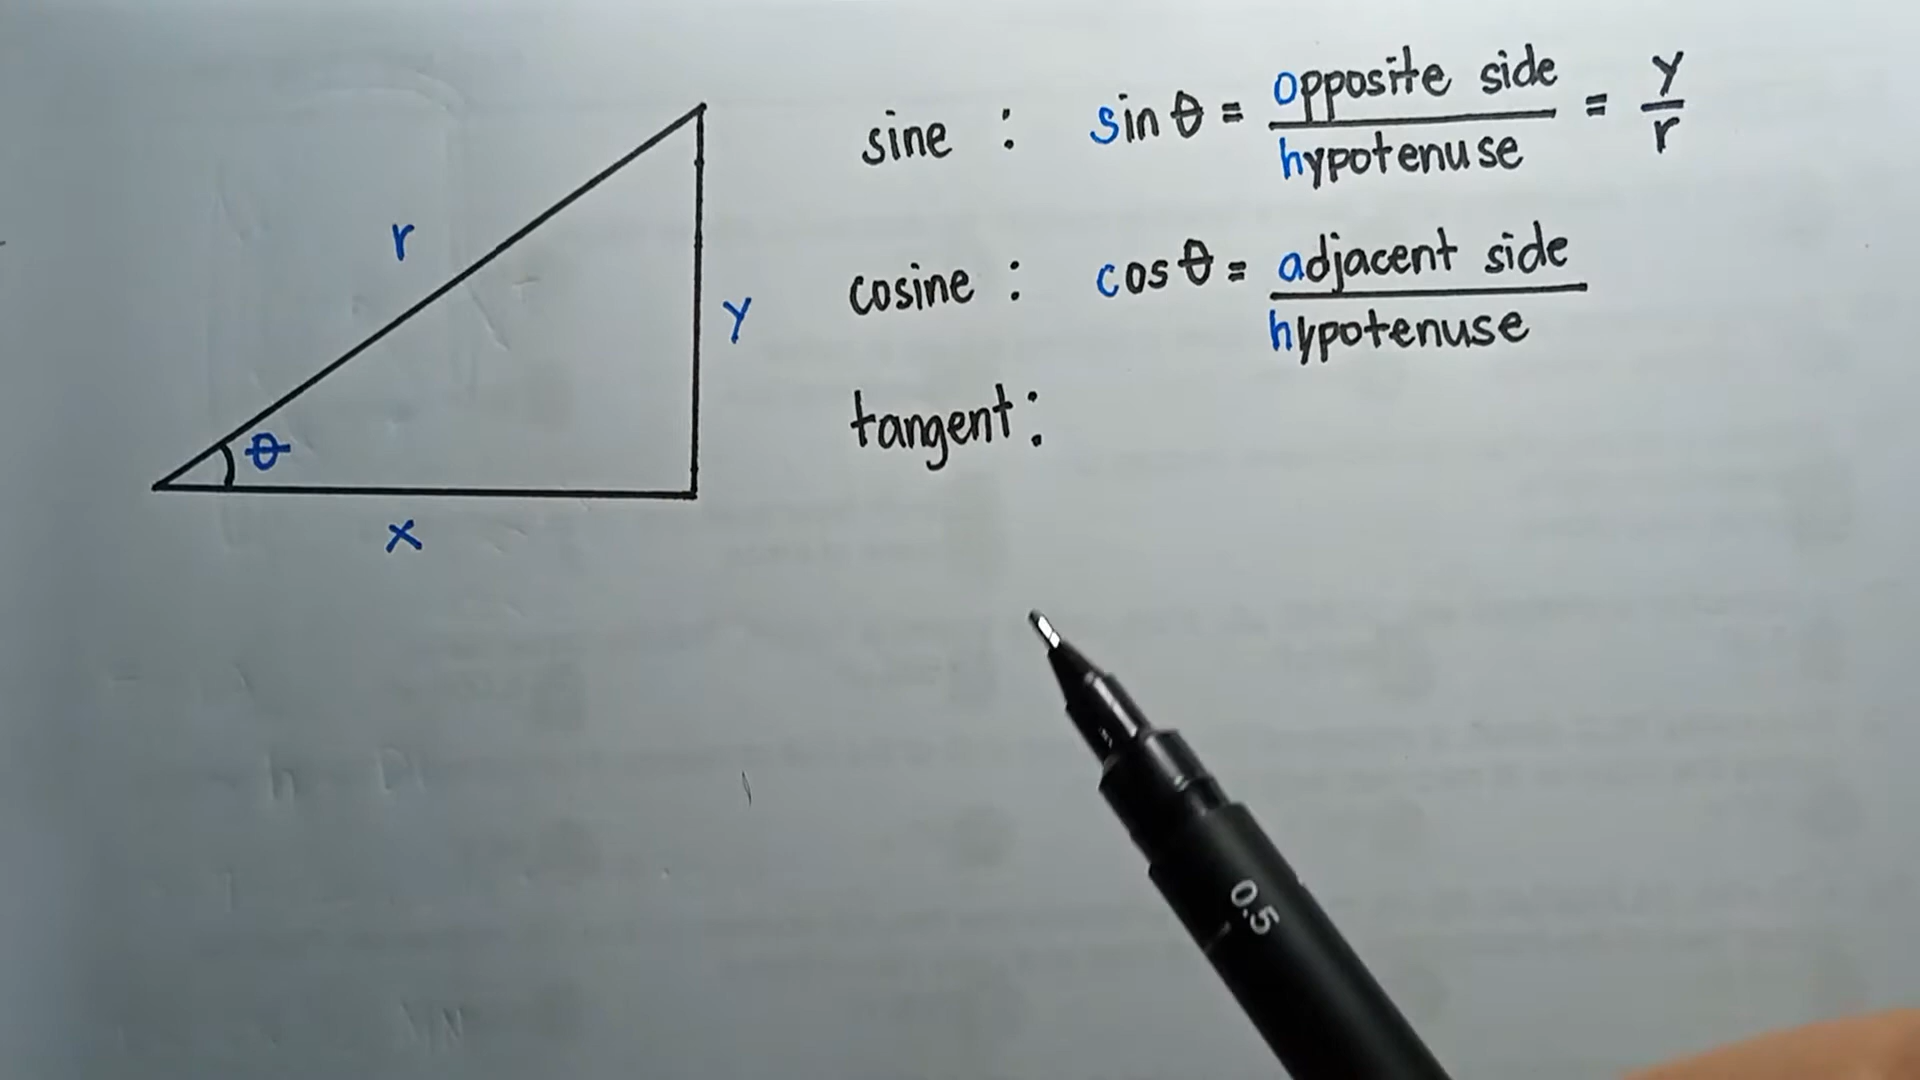 sine : sin θ = opposite side / hypotenuse = y / r
cosine : cos θ = adjacent side / hypotenuse
tangent :
r
y
θ
x
0.5